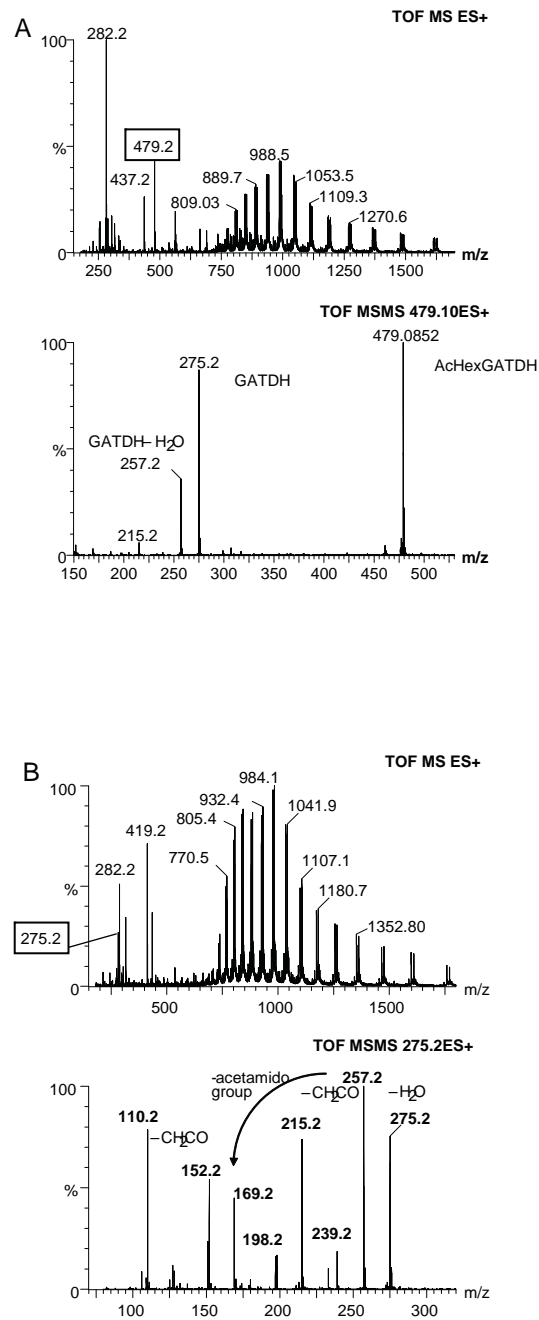 A
TOF MS ES+
100
282.2
479.2
437.2
%
809.03
889.7
988.5
1053.5
1109.3
1270.6
0
250 500 750 1000 1250 1500 m/z
TOF MSMS 479.10ES+
100
479.0852
275.2
AcHexGATDH
GATDH
GATDH–H2O
257.2
%
215.2
0
150 200 250 300 350 400 450 500 m/z
B
TOF MS ES+
100
984.1
932.4
805.4
1041.9
419.2
770.5
282.2
1107.1
%
1180.7
275.2
1352.80
0
500 1000 1500 m/z
TOF MSMS 275.2ES+
100
-acetamido
group
257.2
–CH2CO
–H2O
110.2
215.2
275.2
–CH2CO
152.2
%
169.2
198.2
239.2
0
100 150 200 250 300 m/z